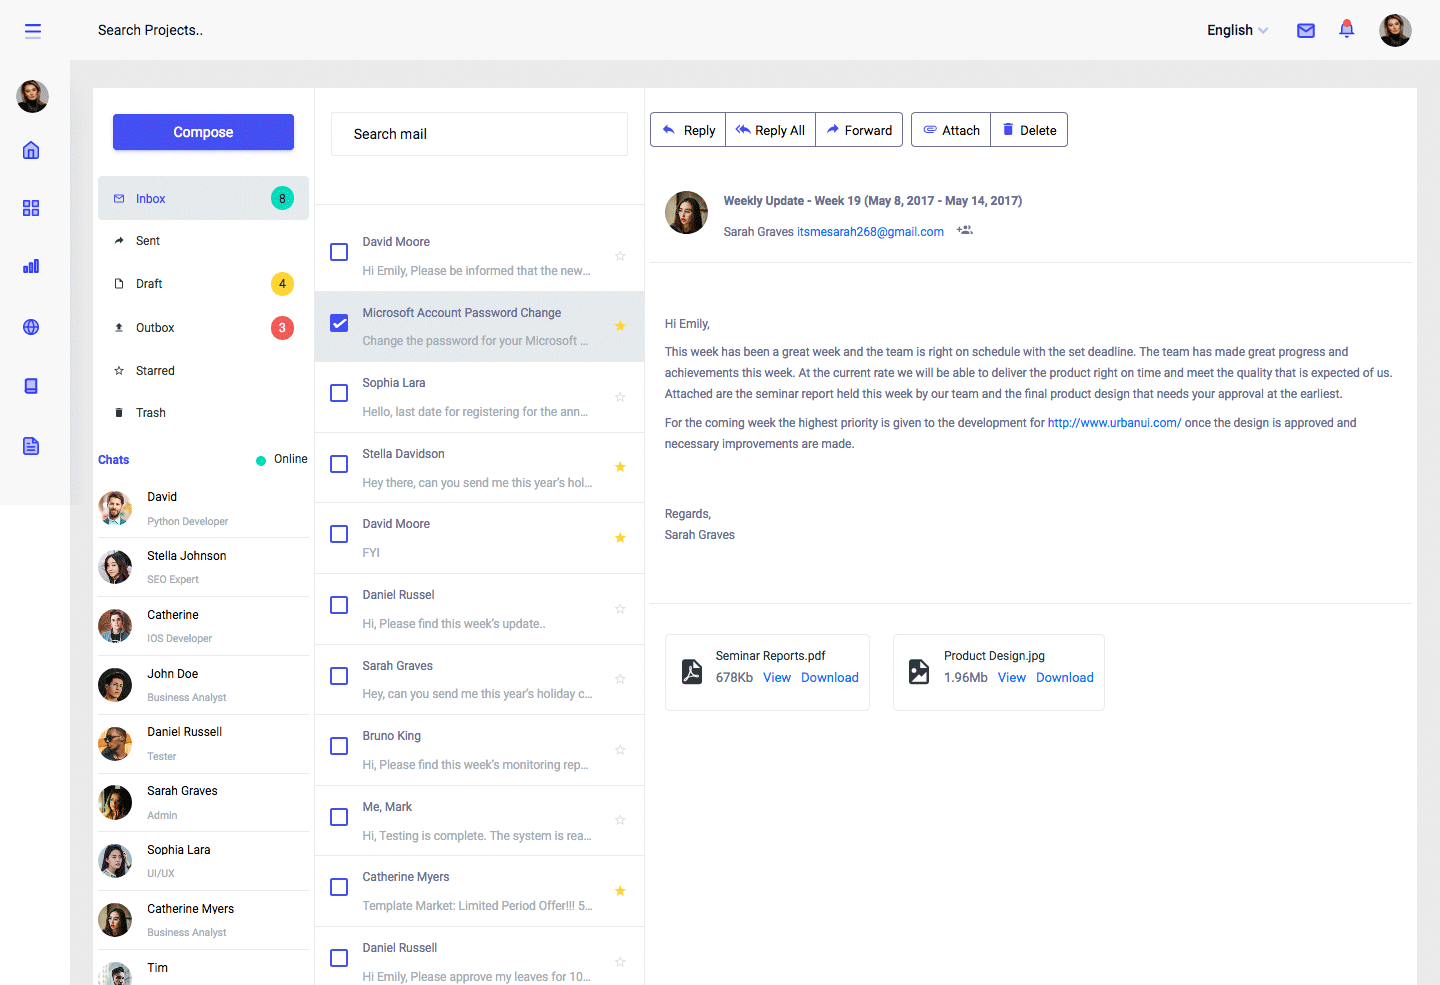 Search Projects..
English
Compose
Inbox
8
Sent
Draft
4
Outbox
3
Starred
Trash
Chats
Online
David
Python Developer
Stella Johnson
SEO Expert
Catherine
IOS Developer
John Doe
Business Analyst
Daniel Russell
Tester
Sarah Graves
Admin
Sophia Lara
UI/UX
Catherine Myers
Business Analyst
Tim
Search mail
David Moore
Hi Emily, Please be informed that the new...
Microsoft Account Password Change
Change the password for your Microsoft ...
Sophia Lara
Hello, last date for registering for the ann...
Stella Davidson
Hey there, can you send me this year's hol...
David Moore
FYI
Daniel Russel
Hi, Please find this week's update..
Sarah Graves
Hey, can you send me this year's holiday c...
Bruno King
Hi, Please find this week's monitoring rep...
Me, Mark
Hi, Testing is complete. The system is rea...
Catherine Myers
Template Market: Limited Period Offer!!! 5...
Daniel Russell
Hi Emily, Please approve my leaves for 10...
Reply
Reply All
Forward
Attach
Delete
Weekly Update - Week 19 (May 8, 2017 - May 14, 2017)
Sarah Graves itsmesarah268@gmail.com
Hi Emily,
This week has been a great week and the team is right on schedule with the set deadline. The team has made great progress and
achievements this week. At the current rate we will be able to deliver the product right on time and meet the quality that is expected of us.
Attached are the seminar report held this week by our team and the final product design that needs your approval at the earliest.
For the coming week the highest priority is given to the development for http://www.urbanui.com/ once the design is approved and
necessary improvements are made.
Regards,
Sarah Graves
Seminar Reports.pdf
678Kb View Download
Product Design.jpg
1.96Mb View Download